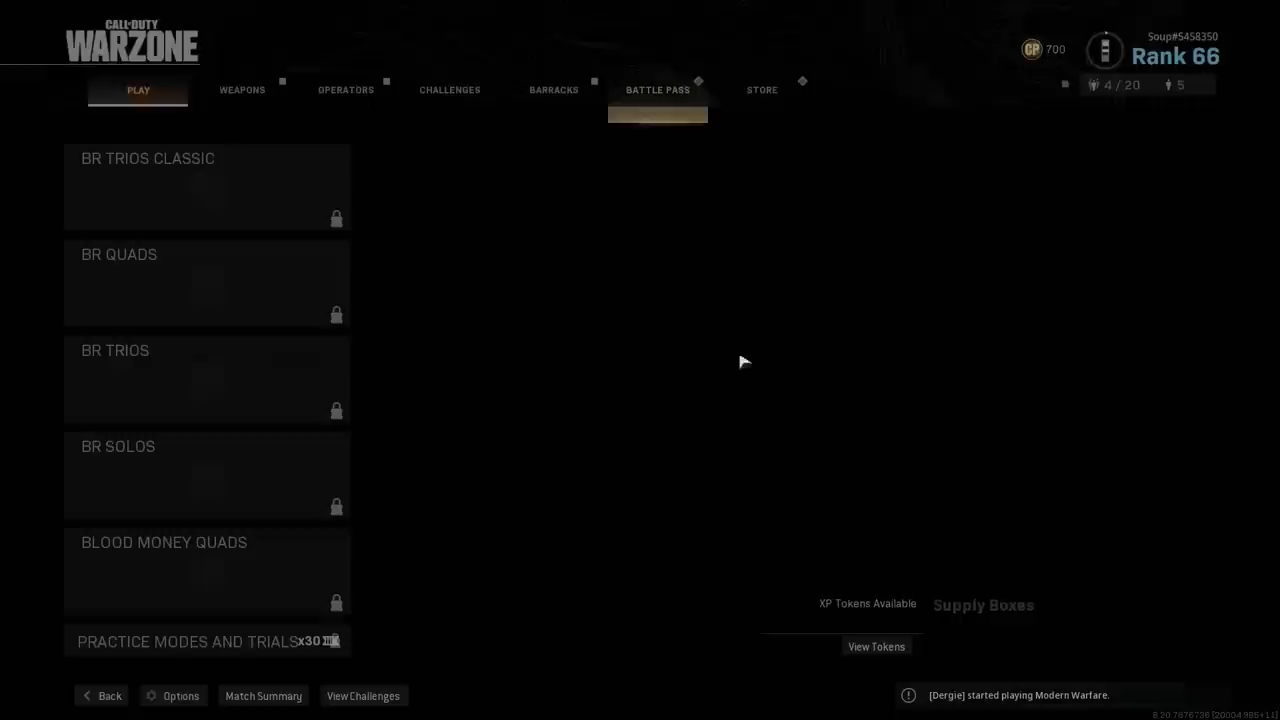 CALL OF DUTY
WARZONE
CP 700
Soup#5458350
Rank 66
4 / 20
5
PLAY
WEAPONS
OPERATORS
CHALLENGES
BARRACKS
BATTLE PASS
STORE
BR TRIOS CLASSIC
BR QUADS
BR TRIOS
BR SOLOS
BLOOD MONEY QUADS
PRACTICE MODES AND TRIALS
XP Tokens Available
Supply Boxes
View Tokens
Back
Options
Match Summary
View Challenges
[Dergie] started playing Modern Warfare.